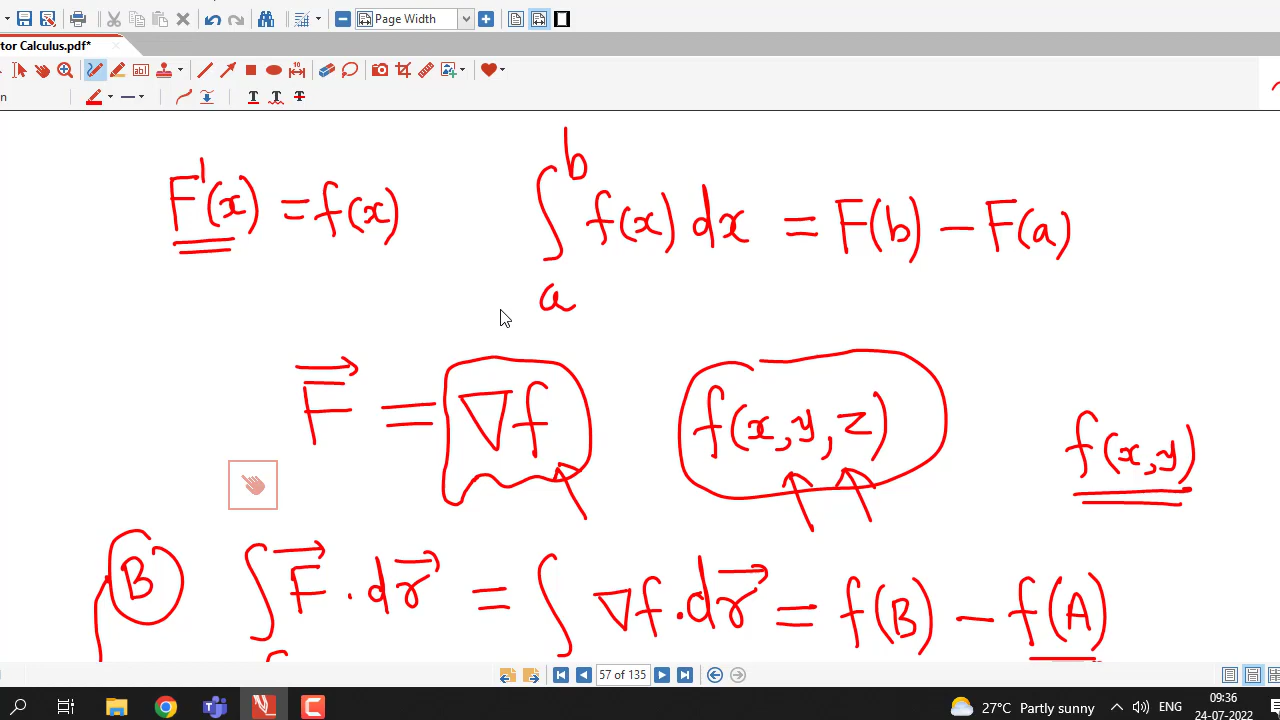 Page Width
tor Calculus.pdf*
n
F'(x) = f(x) ∫ₐᵇ f(x) dx = F(b) − F(a)
F⃗ = ∇f f(x, y, z) f(x, y)
B ∫ F⃗ . dr⃗ = ∫ ∇f . dr⃗ = f(B) − f(A)
57 of 135
27°C Partly sunny ENG 09:36
24-07-2022